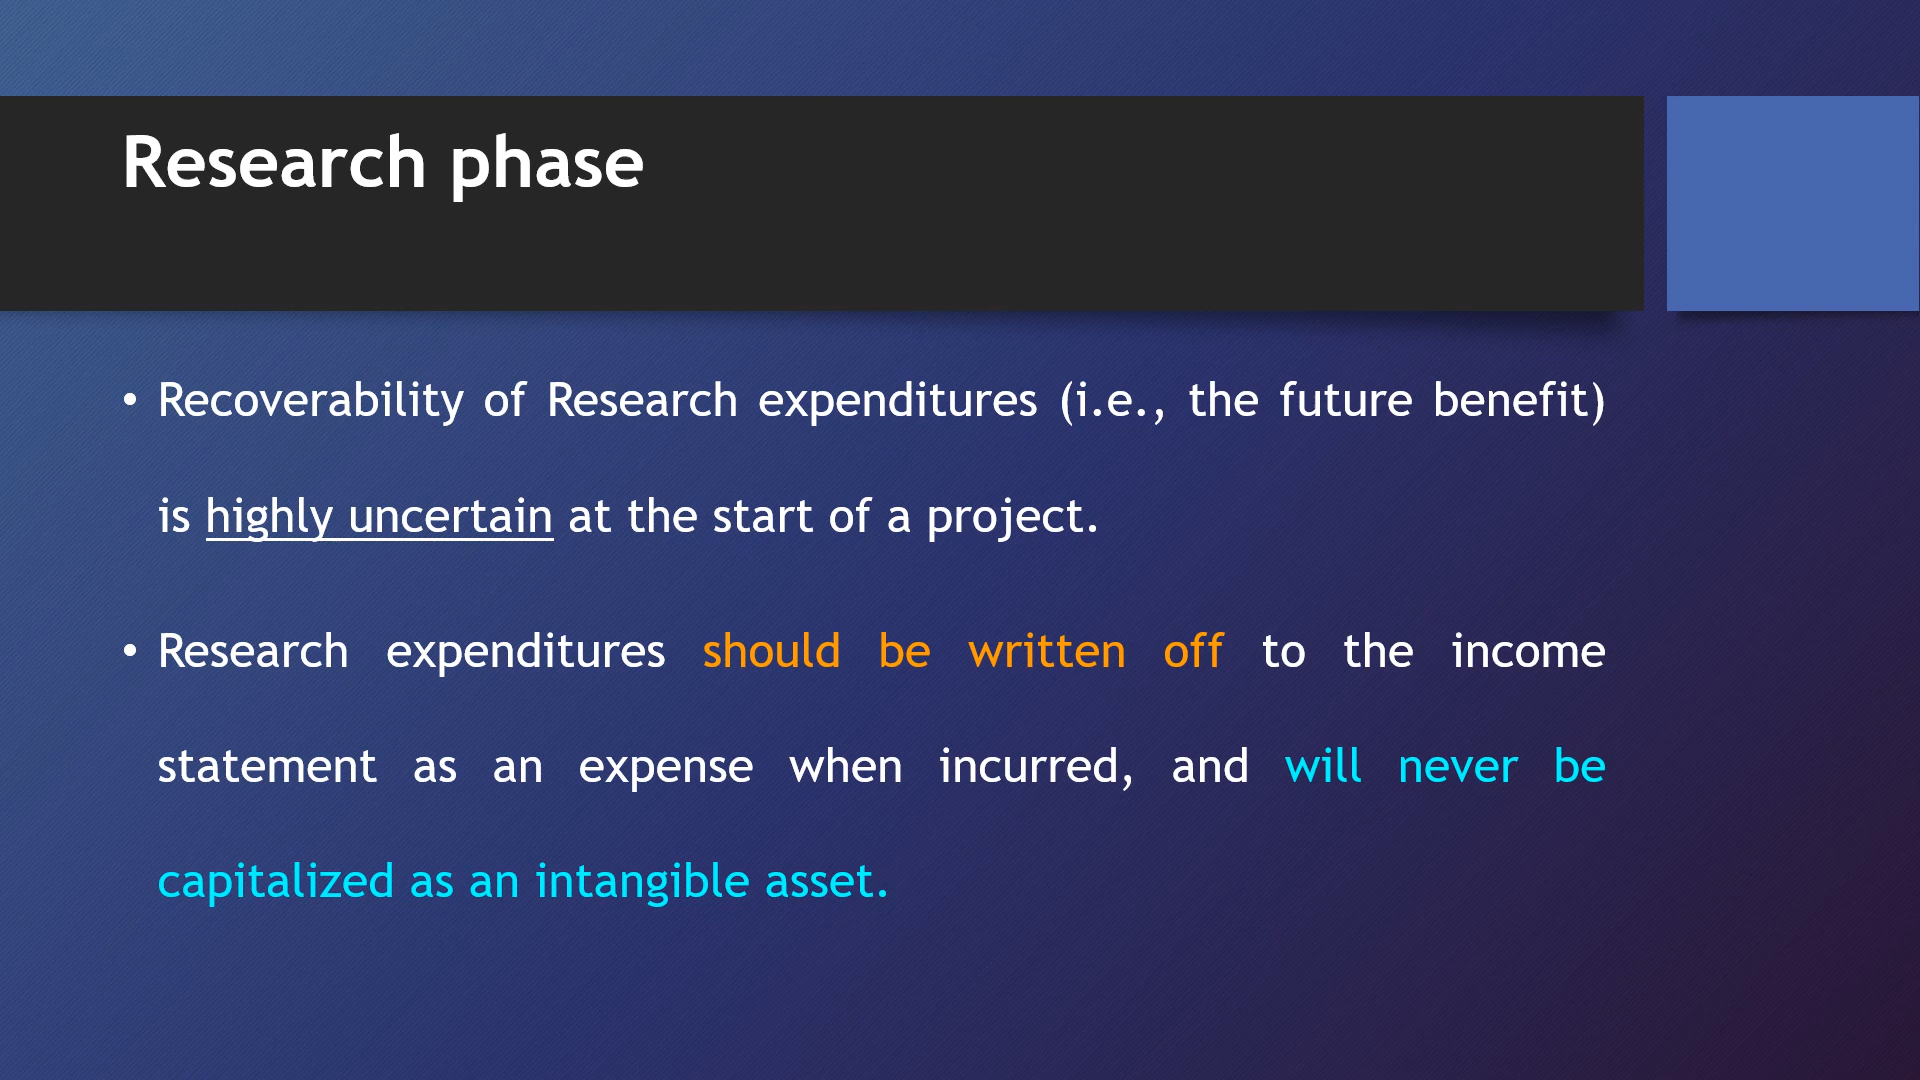 Research phase
• Recoverability of Research expenditures (i.e., the future benefit)
is highly uncertain at the start of a project.
• Research expenditures should be written off to the income
statement as an expense when incurred, and will never be
capitalized as an intangible asset.